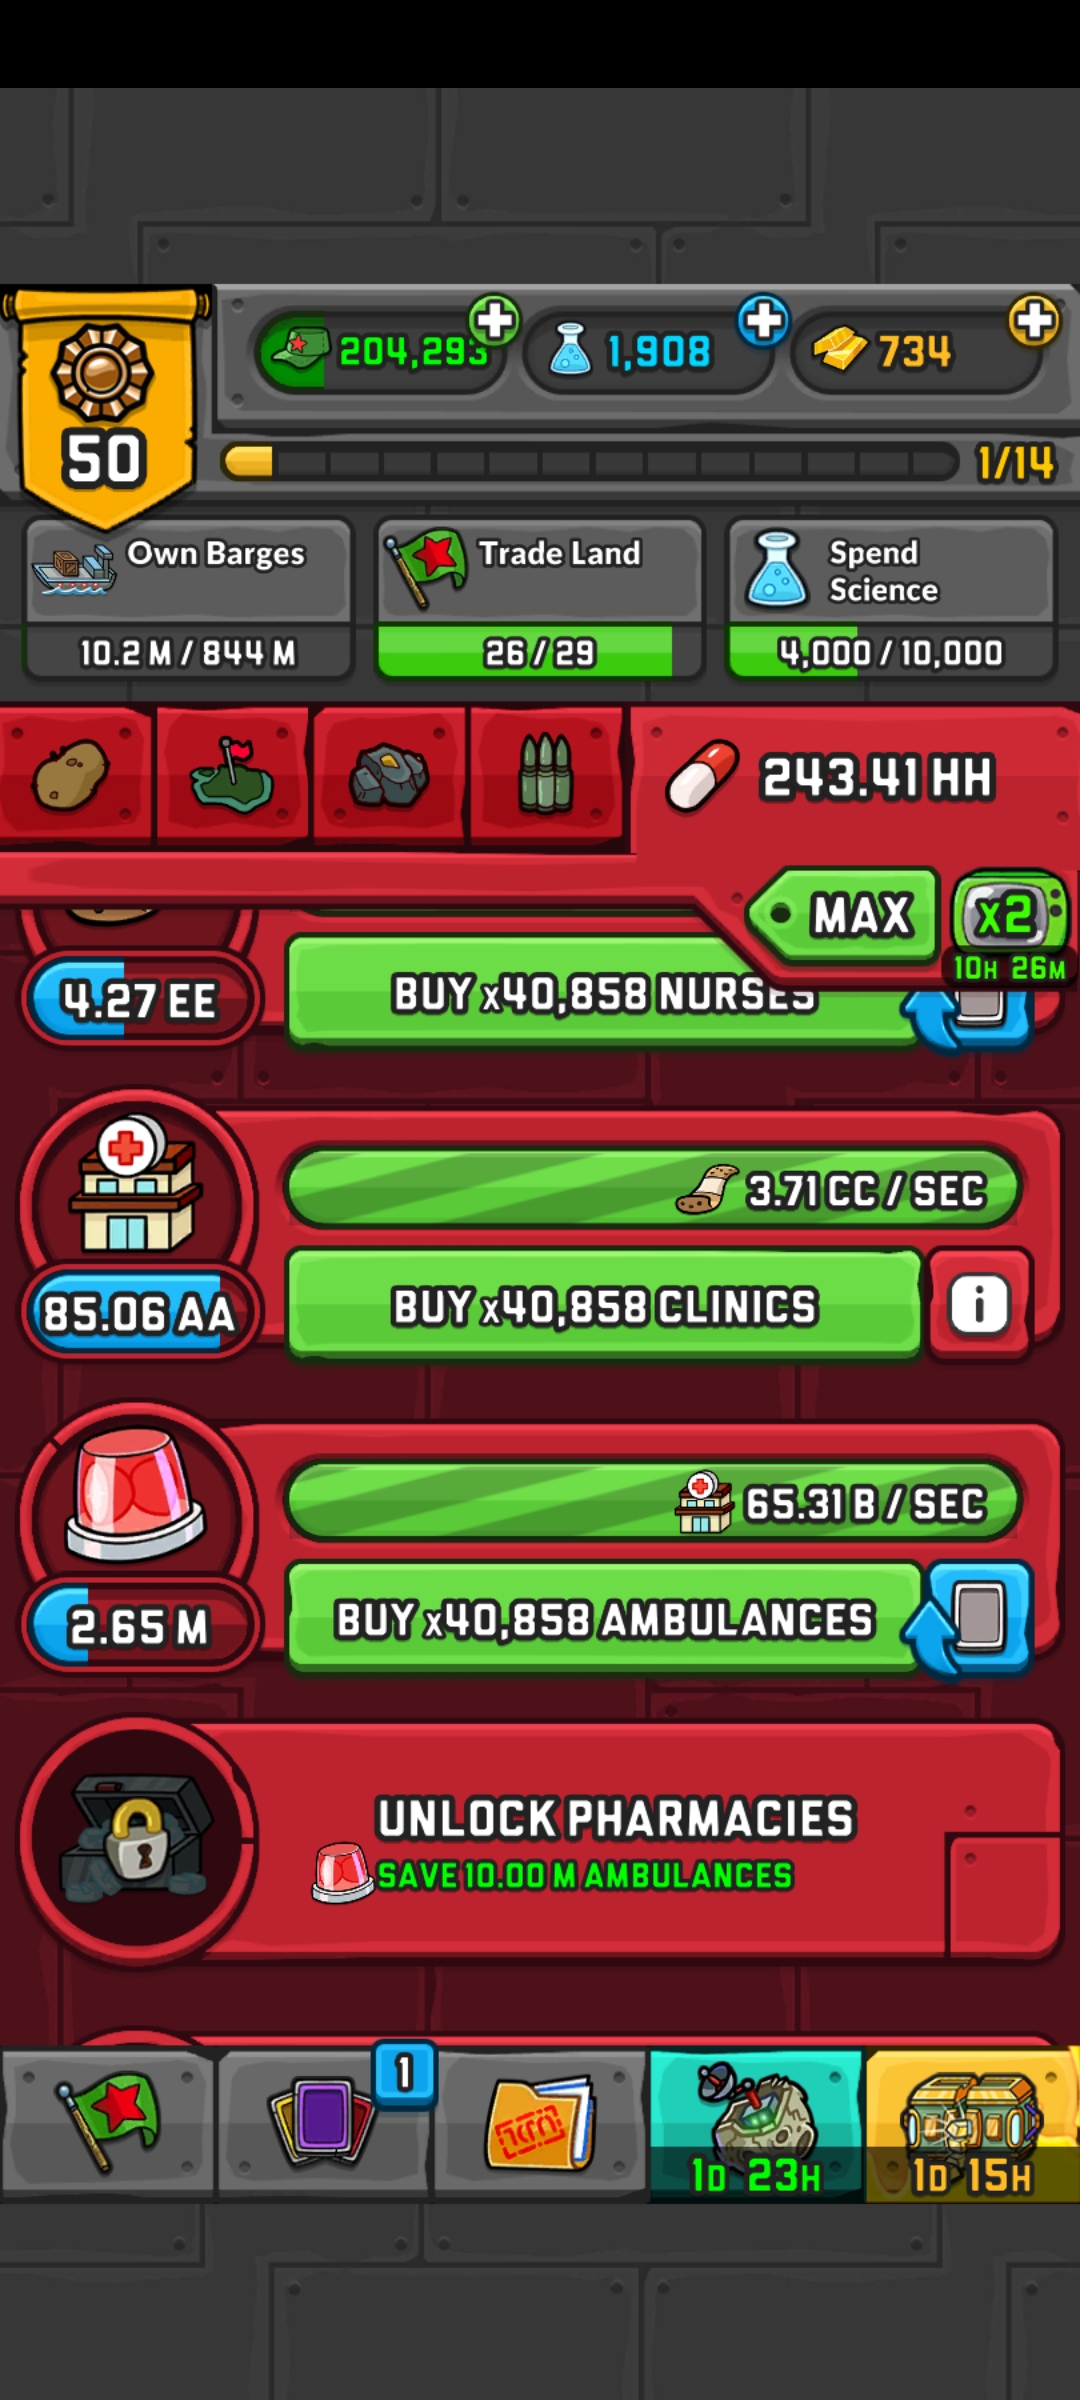 204,293
1,908
734
50
1/14
Own Barges
10.2 M / 844 M
Trade Land
26 / 29
Spend
Science
4,000 / 10,000
243.41 HH
MAX
x2
10H 26M
4.27 EE
BUY x40,858 NURSES
3.71 CC / SEC
85.06 AA
BUY x40,858 CLINICS
i
65.31 B / SEC
2.65 M
BUY x40,858 AMBULANCES
UNLOCK PHARMACIES
SAVE 10.00 M AMBULANCES
1
1D 23H
1D 15H